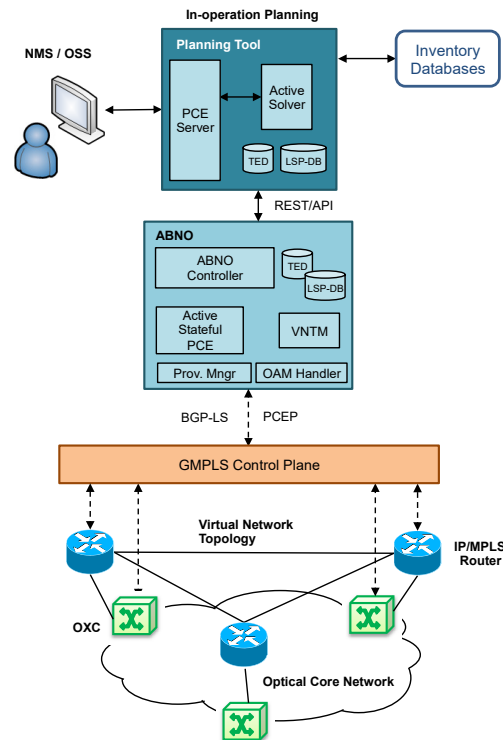 In-operation Planning
Planning Tool
NMS / OSS
Inventory
Databases
PCE
Server
Active
Solver
TED
LSP-DB
REST/API
ABNO
ABNO
Controller
TED
LSP-DB
Active
Stateful
PCE
VNTM
Prov. Mngr
OAM Handler
BGP-LS
PCEP
GMPLS Control Plane
Virtual Network
Topology
IP/MPLS
Router
OXC
Optical Core Network